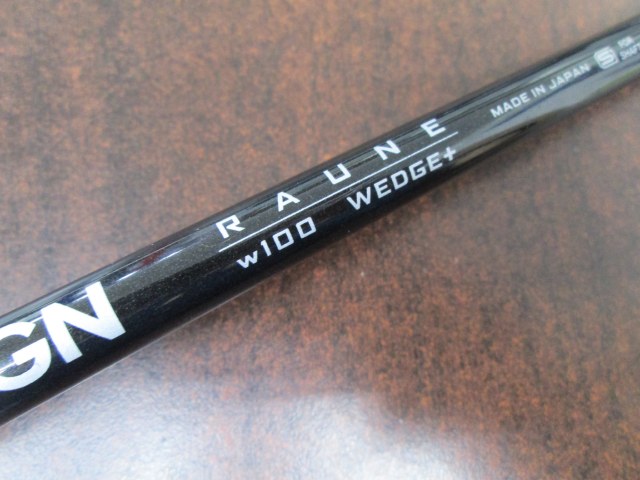 GN
RAUNE
w100 WEDGE+
MADE IN JAPAN
S